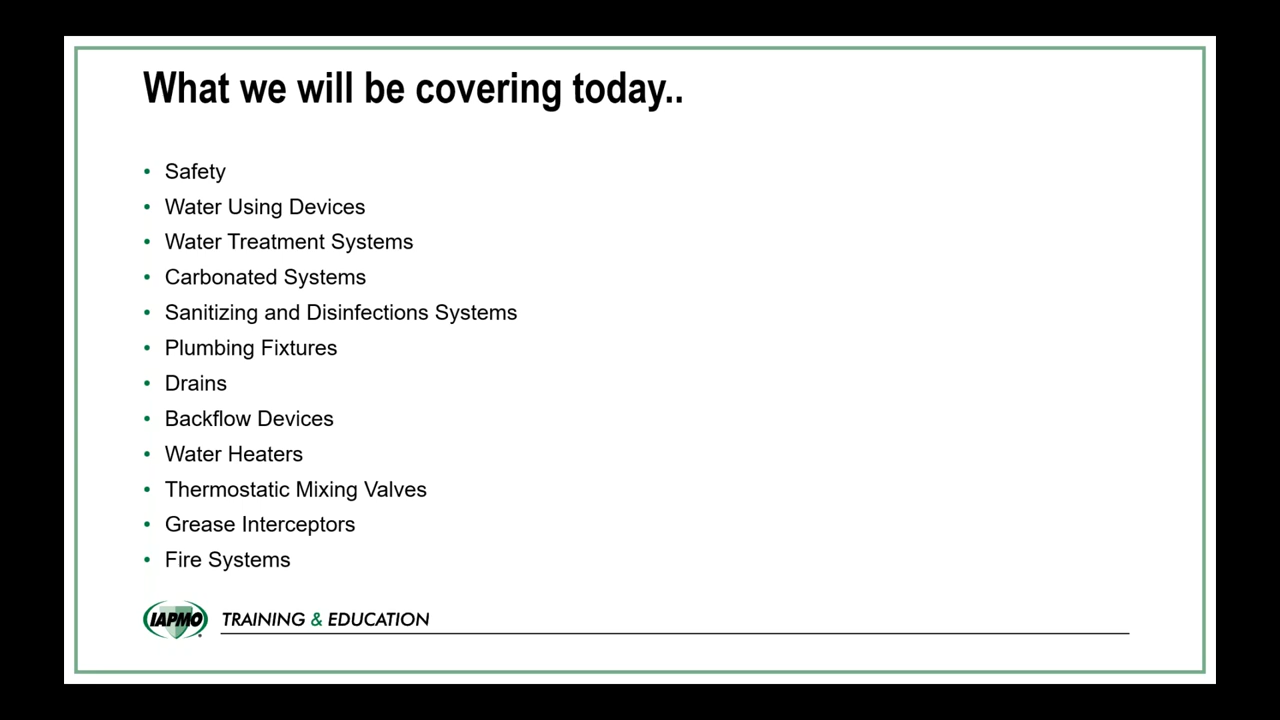 What we will be covering today..
• Safety
• Water Using Devices
• Water Treatment Systems
• Carbonated Systems
• Sanitizing and Disinfections Systems
• Plumbing Fixtures
• Drains
• Backflow Devices
• Water Heaters
• Thermostatic Mixing Valves
• Grease Interceptors
• Fire Systems
IAPMO TRAINING & EDUCATION